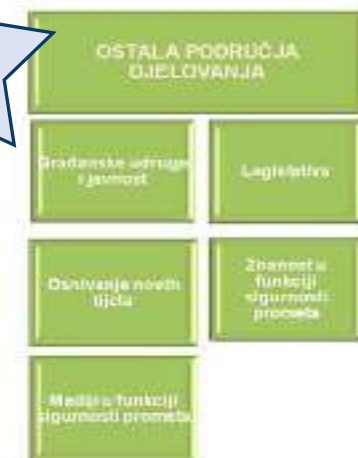 OSTALA PODRUČJA
DJELOVANJA
Građanske udruge
i javnost
Legislativa
Osnivanje novih
tijela
Znanost u
funkciji
sigurnosti
prometa
Mediji u funkciji
sigurnosti prometa